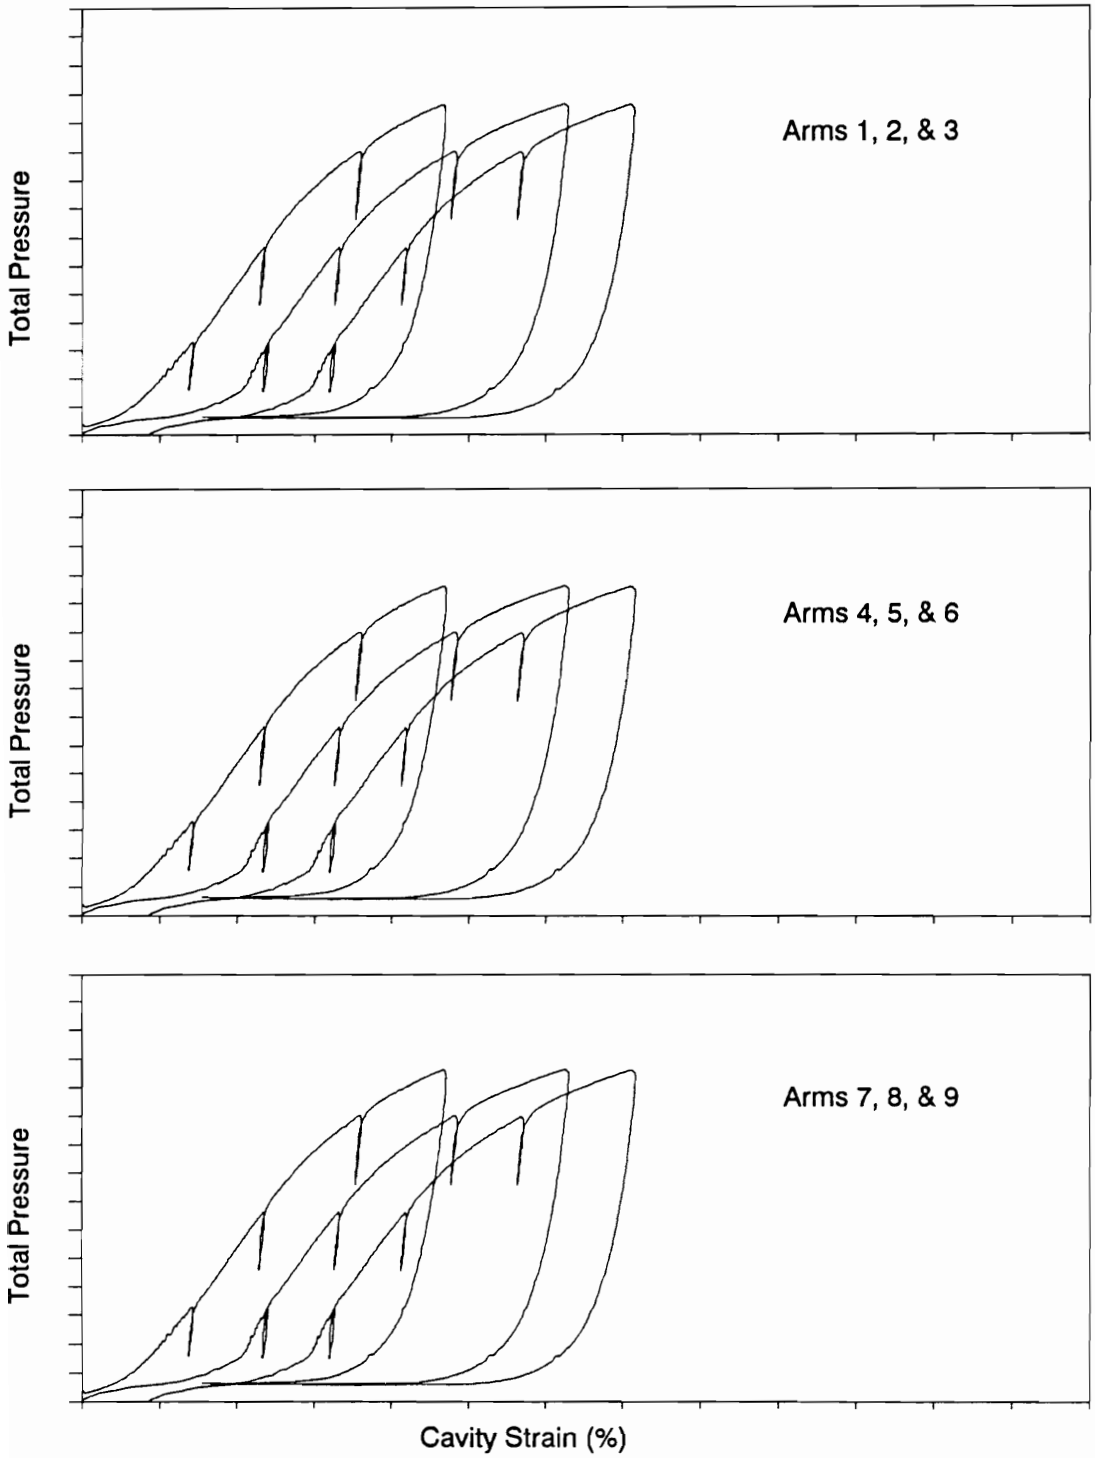 Total Pressure
Arms 1, 2, & 3
Total Pressure
Arms 4, 5, & 6
Total Pressure
Arms 7, 8, & 9
Cavity Strain (%)